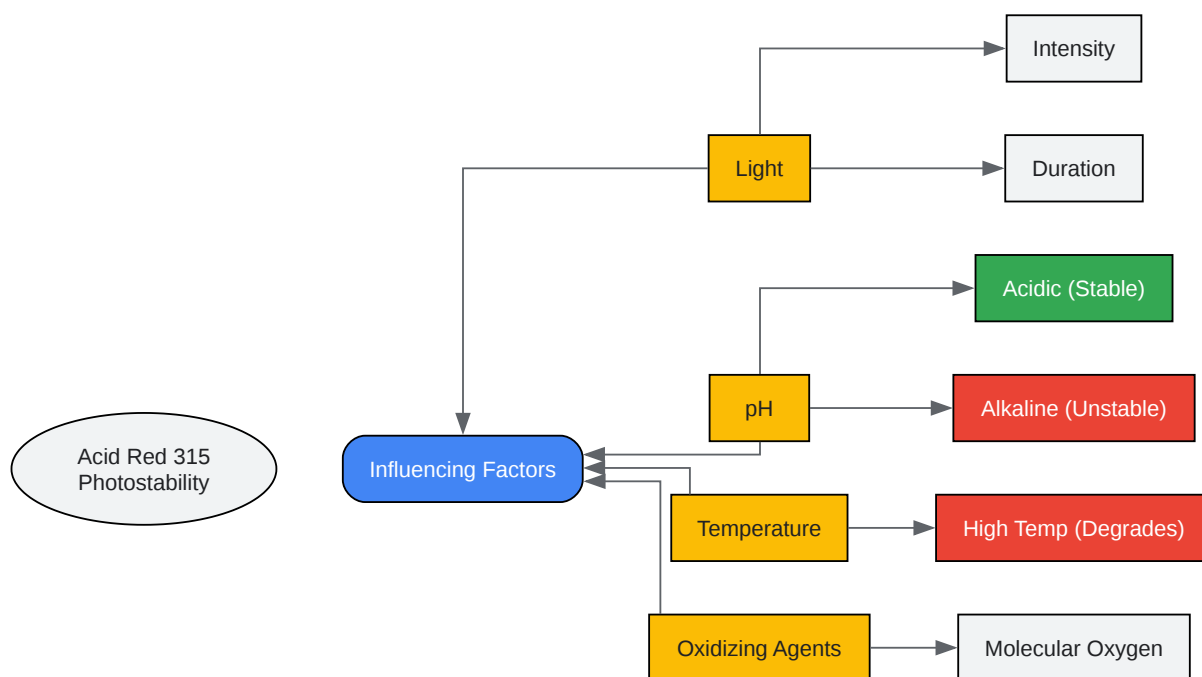 Intensity
Light
Duration
Acidic (Stable)
pH
Alkaline (Unstable)
Acid Red 315
Photostability
Influencing Factors
Temperature
High Temp (Degrades)
Oxidizing Agents
Molecular Oxygen